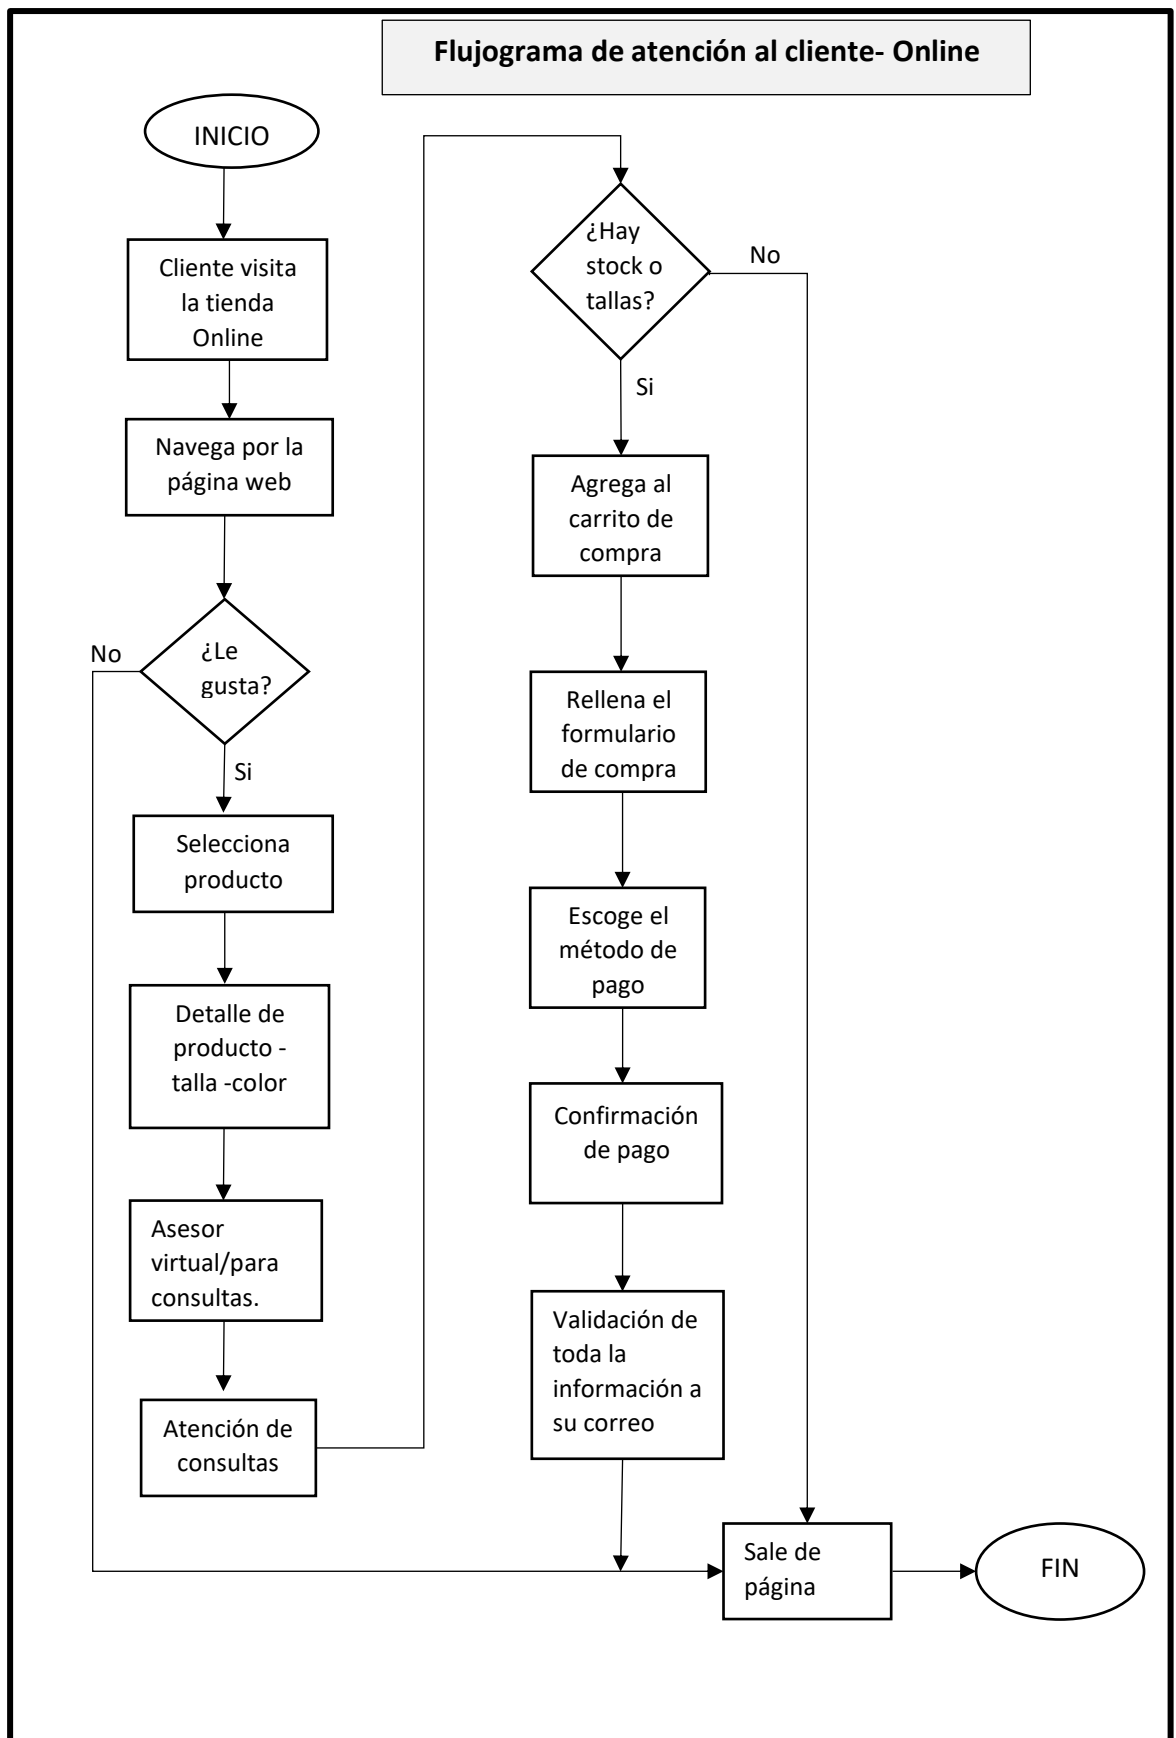 Flujograma de atención al cliente- Online
INICIO
Cliente visita
la tienda
Online
Navega por la
página web
¿Le
gusta?
No
Si
Selecciona
producto
Detalle de
producto -
talla -color
Asesor
virtual/para
consultas.
Atención de
consultas
¿Hay
stock o
tallas?
No
Si
Agrega al
carrito de
compra
Rellena el
formulario
de compra
Escoge el
método de
pago
Confirmación
de pago
Validación de
toda la
información a
su correo
Sale de
página
FIN